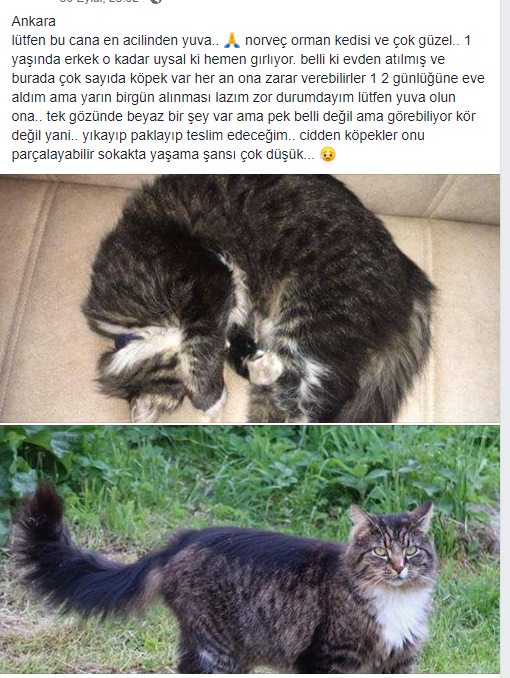 Ankara
lütfen bu cana en acilinden yuva.. 🙏 norveç orman kedisi ve çok güzel.. 1
yaşında erkek o kadar uysal ki hemen gırlıyor. belli ki evden atılmış ve
burada çok sayıda köpek var her an ona zarar verebilirler 1 2 günlüğüne eve
aldım ama yarın birgün alınması lazım zor durumdayım lütfen yuva olun
ona.. tek gözünde beyaz bir şey var ama pek belli değil ama görebiliyor kör
değil yani.. yıkayıp paklayıp teslim edeceğim.. cidden köpekler onu
parçalayabilir sokakta yaşama şansı çok düşük... 😥